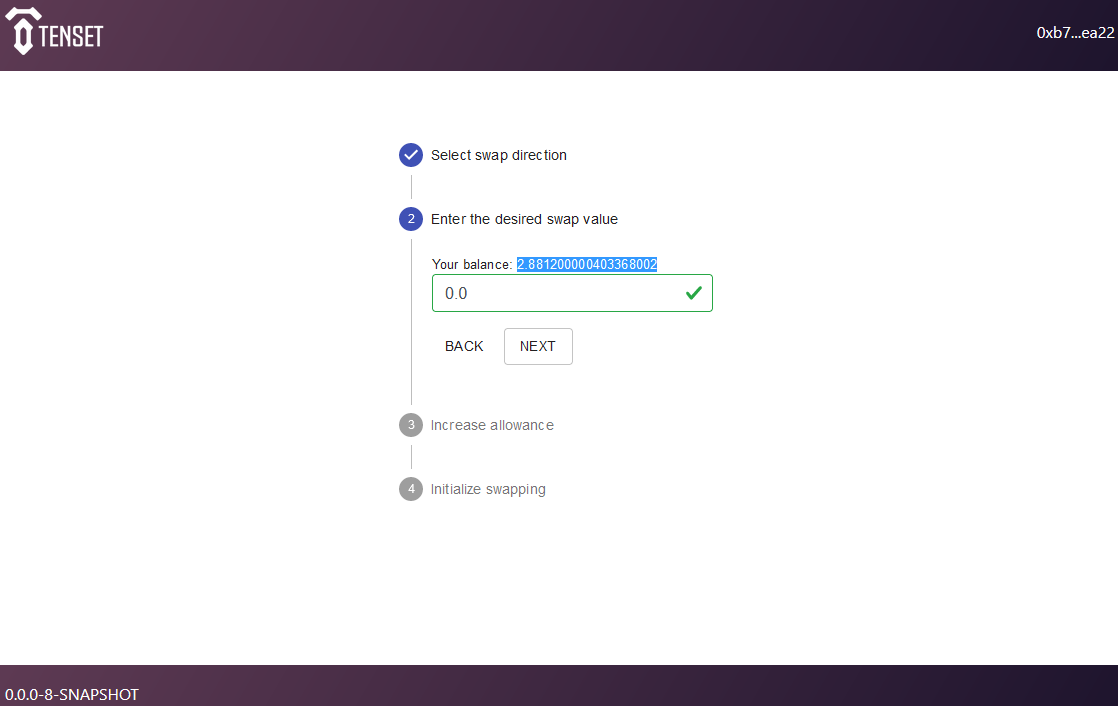 TENSET
0xb7...ea22
Select swap direction
2 Enter the desired swap value
Your balance: 2.881200000403368002
0.0
BACK NEXT
3 Increase allowance
4 Initialize swapping
0.0.0-8-SNAPSHOT